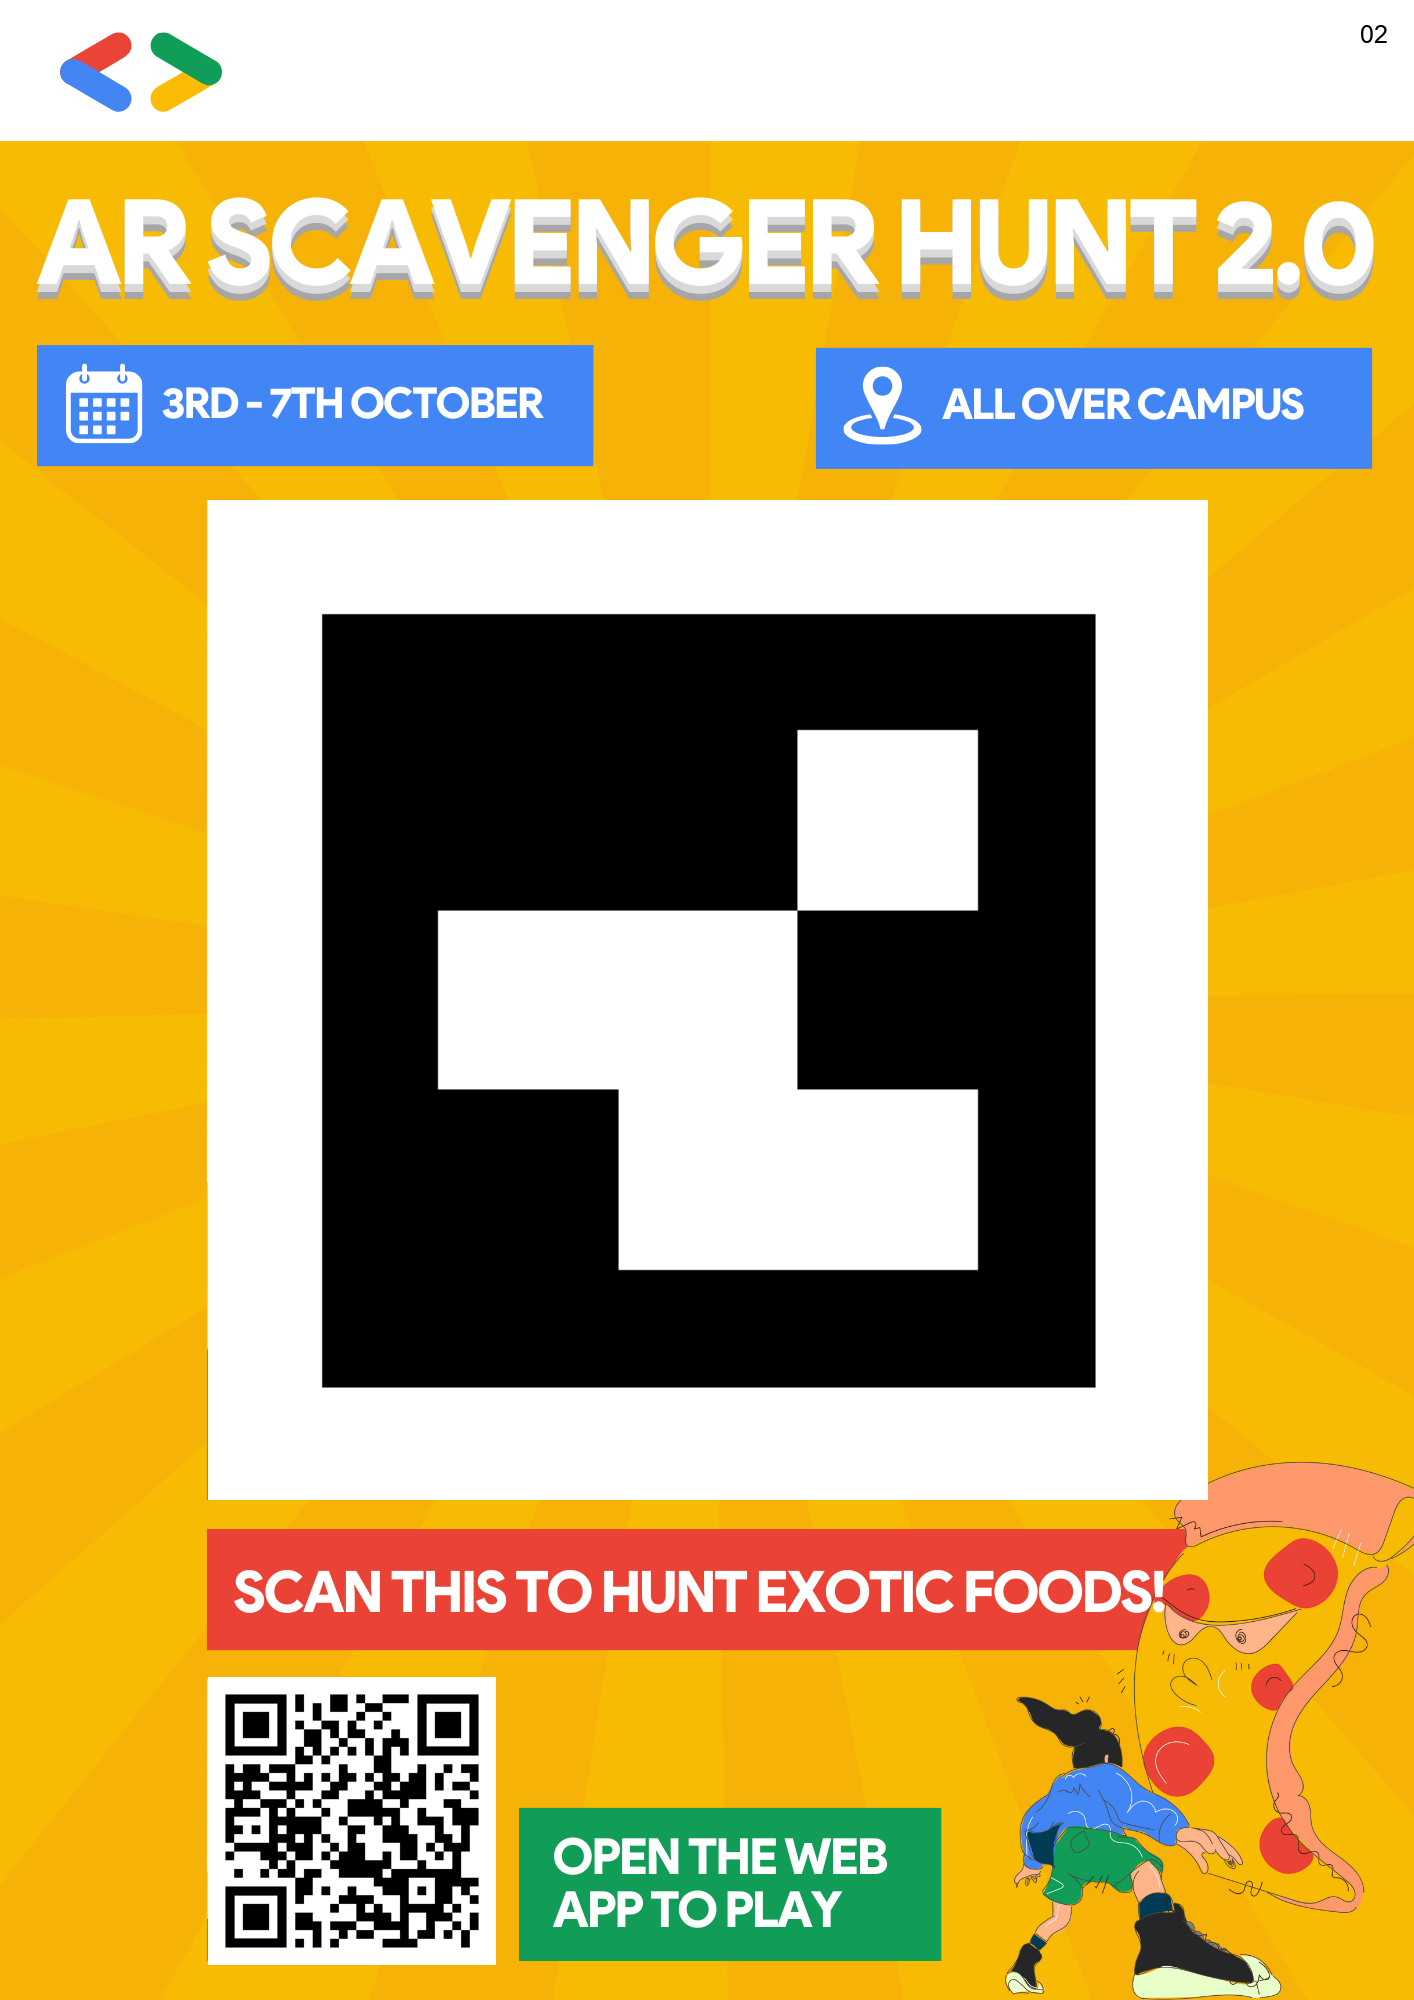 02
AR SCAVENGER HUNT 2.0
3RD - 7TH OCTOBER
ALL OVER CAMPUS
SCAN THIS TO HUNT EXOTIC FOODS!
OPEN THE WEB
APP TO PLAY